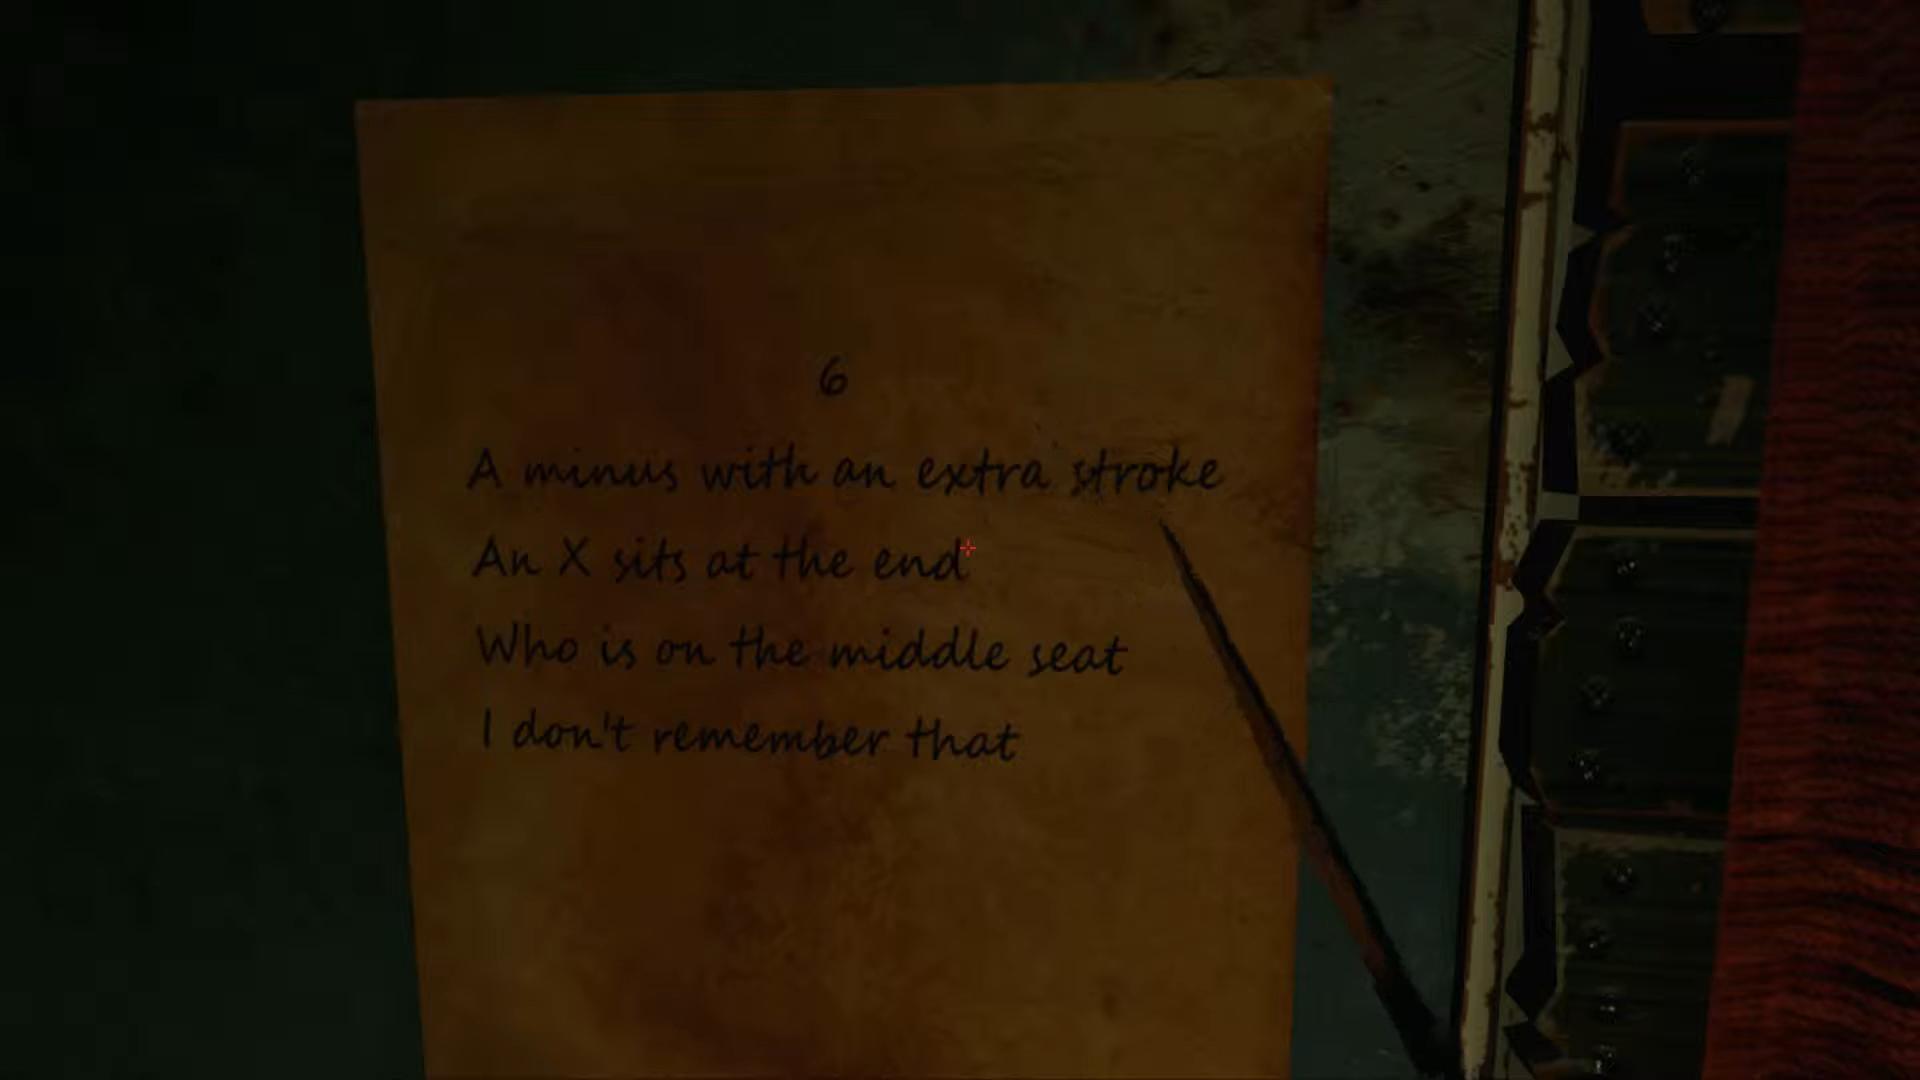 6
A minus with an extra stroke
An X sits at the end
Who is on the middle seat
I don't remember that